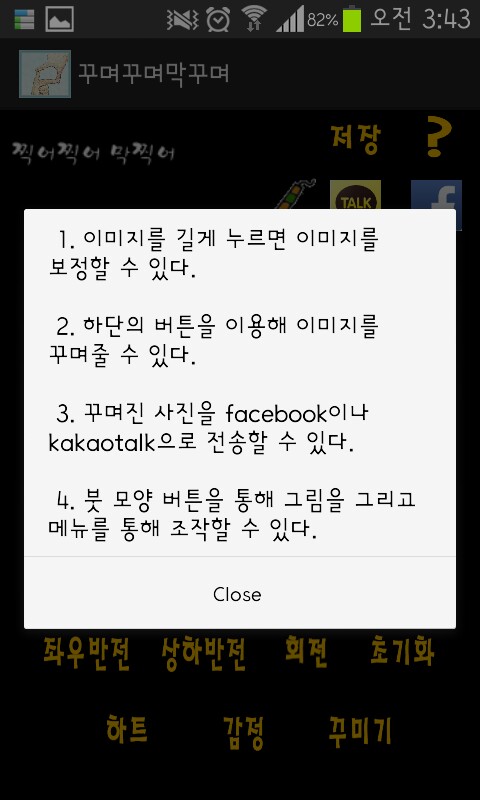 82% 오전 3:43
꾸며꾸며막꾸며
저장 ?
찍어찍어 막찍어
TALK f
1. 이미지를 길게 누르면 이미지를
보정할 수 있다.
2. 하단의 버튼을 이용해 이미지를
꾸며줄 수 있다.
3. 꾸며진 사진을 facebook이나
kakaotalk으로 전송할 수 있다.
4. 붓 모양 버튼을 통해 그림을 그리고
메뉴를 통해 조작할 수 있다.
Close
좌우반전 상하반전 회전 초기화
하트 감정 꾸미기